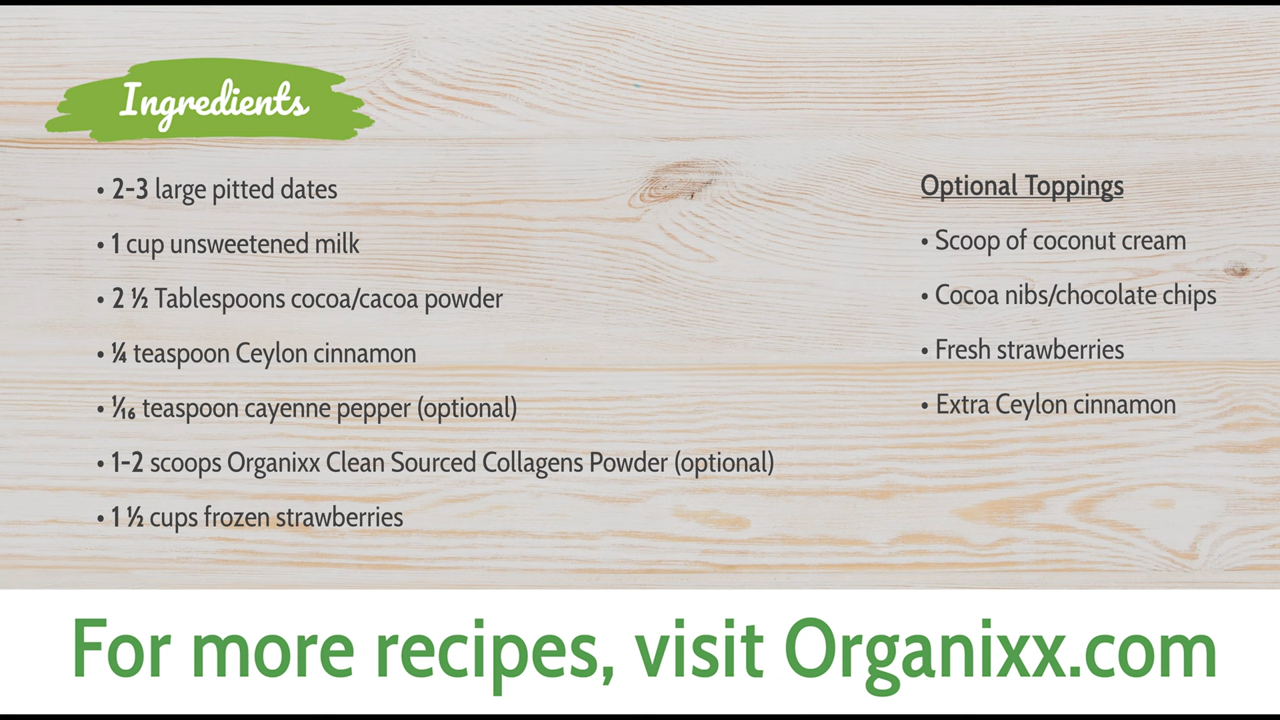 Ingredients
• 2-3 large pitted dates
• 1 cup unsweetened milk
• 2 ½ Tablespoons cocoa/cacoa powder
• ¼ teaspoon Ceylon cinnamon
• ¹⁄₁₆ teaspoon cayenne pepper (optional)
• 1-2 scoops Organixx Clean Sourced Collagens Powder (optional)
• 1 ½ cups frozen strawberries
Optional Toppings
• Scoop of coconut cream
• Cocoa nibs/chocolate chips
• Fresh strawberries
• Extra Ceylon cinnamon
For more recipes, visit Organixx.com